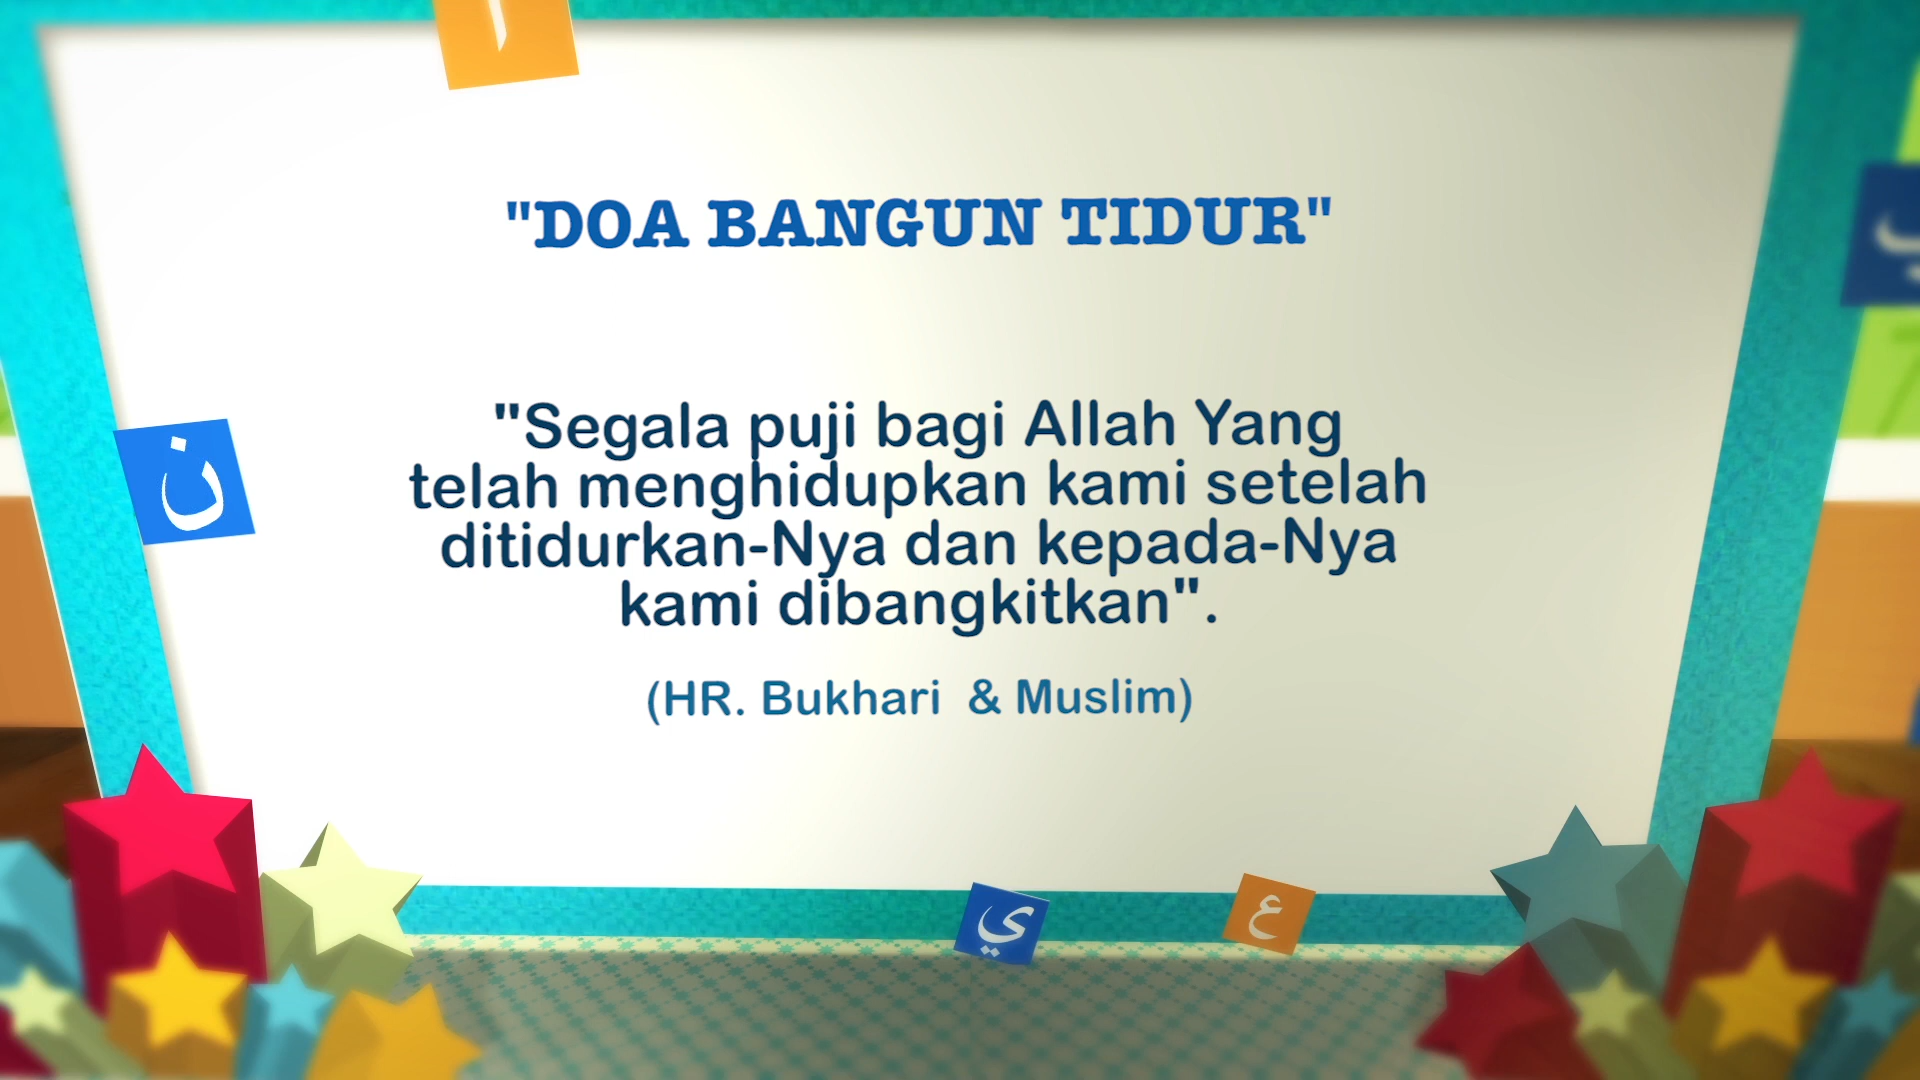 ا
"DOA BANGUN TIDUR"
"Segala puji bagi Allah Yang
telah menghidupkan kami setelah
ditidurkan-Nya dan kepada-Nya
kami dibangkitkan".
(HR. Bukhari & Muslim)
ن
ب
ي
ع